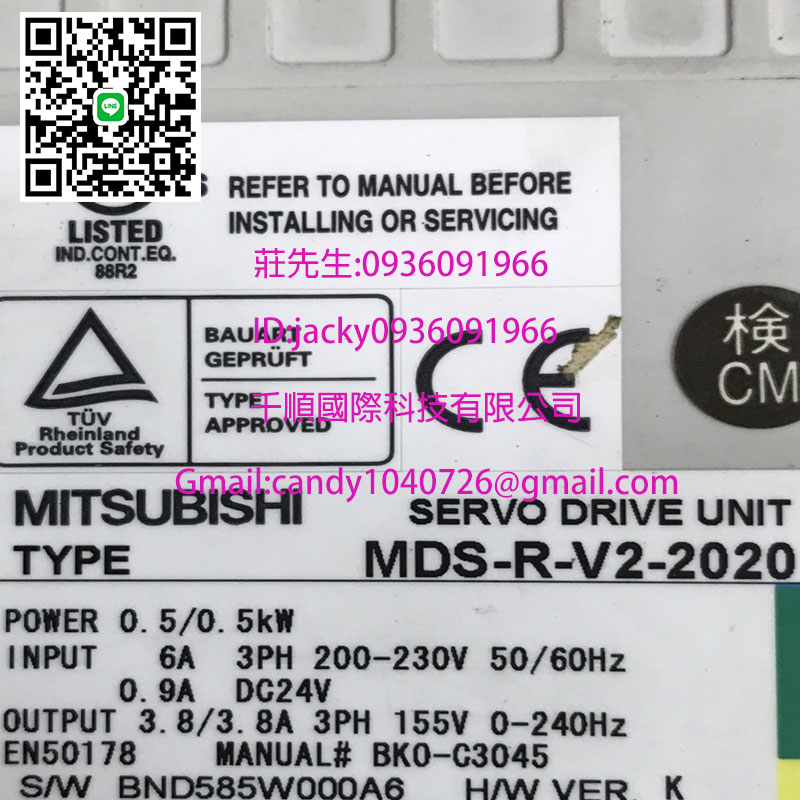 LINE
S REFER TO MANUAL BEFORE
INSTALLING OR SERVICING
LISTED
IND.CONT.EQ.
88R2
莊先生:0936091966
ID:jacky0936091966
千順國際科技有限公司
Gmail:candy1040726@gmail.com
TÜV
Rheinland
Product Safety
BAUART
GEPRÜFT
TYPE
APPROVED
CE
検
CM
MITSUBISHI SERVO DRIVE UNIT
TYPE MDS-R-V2-2020
POWER 0.5/0.5kW
INPUT 6A 3PH 200-230V 50/60Hz
0.9A DC24V
OUTPUT 3.8/3.8A 3PH 155V 0-240Hz
EN50178 MANUAL# BKO-C3045
S/W BND585W000A6 H/W VER. K